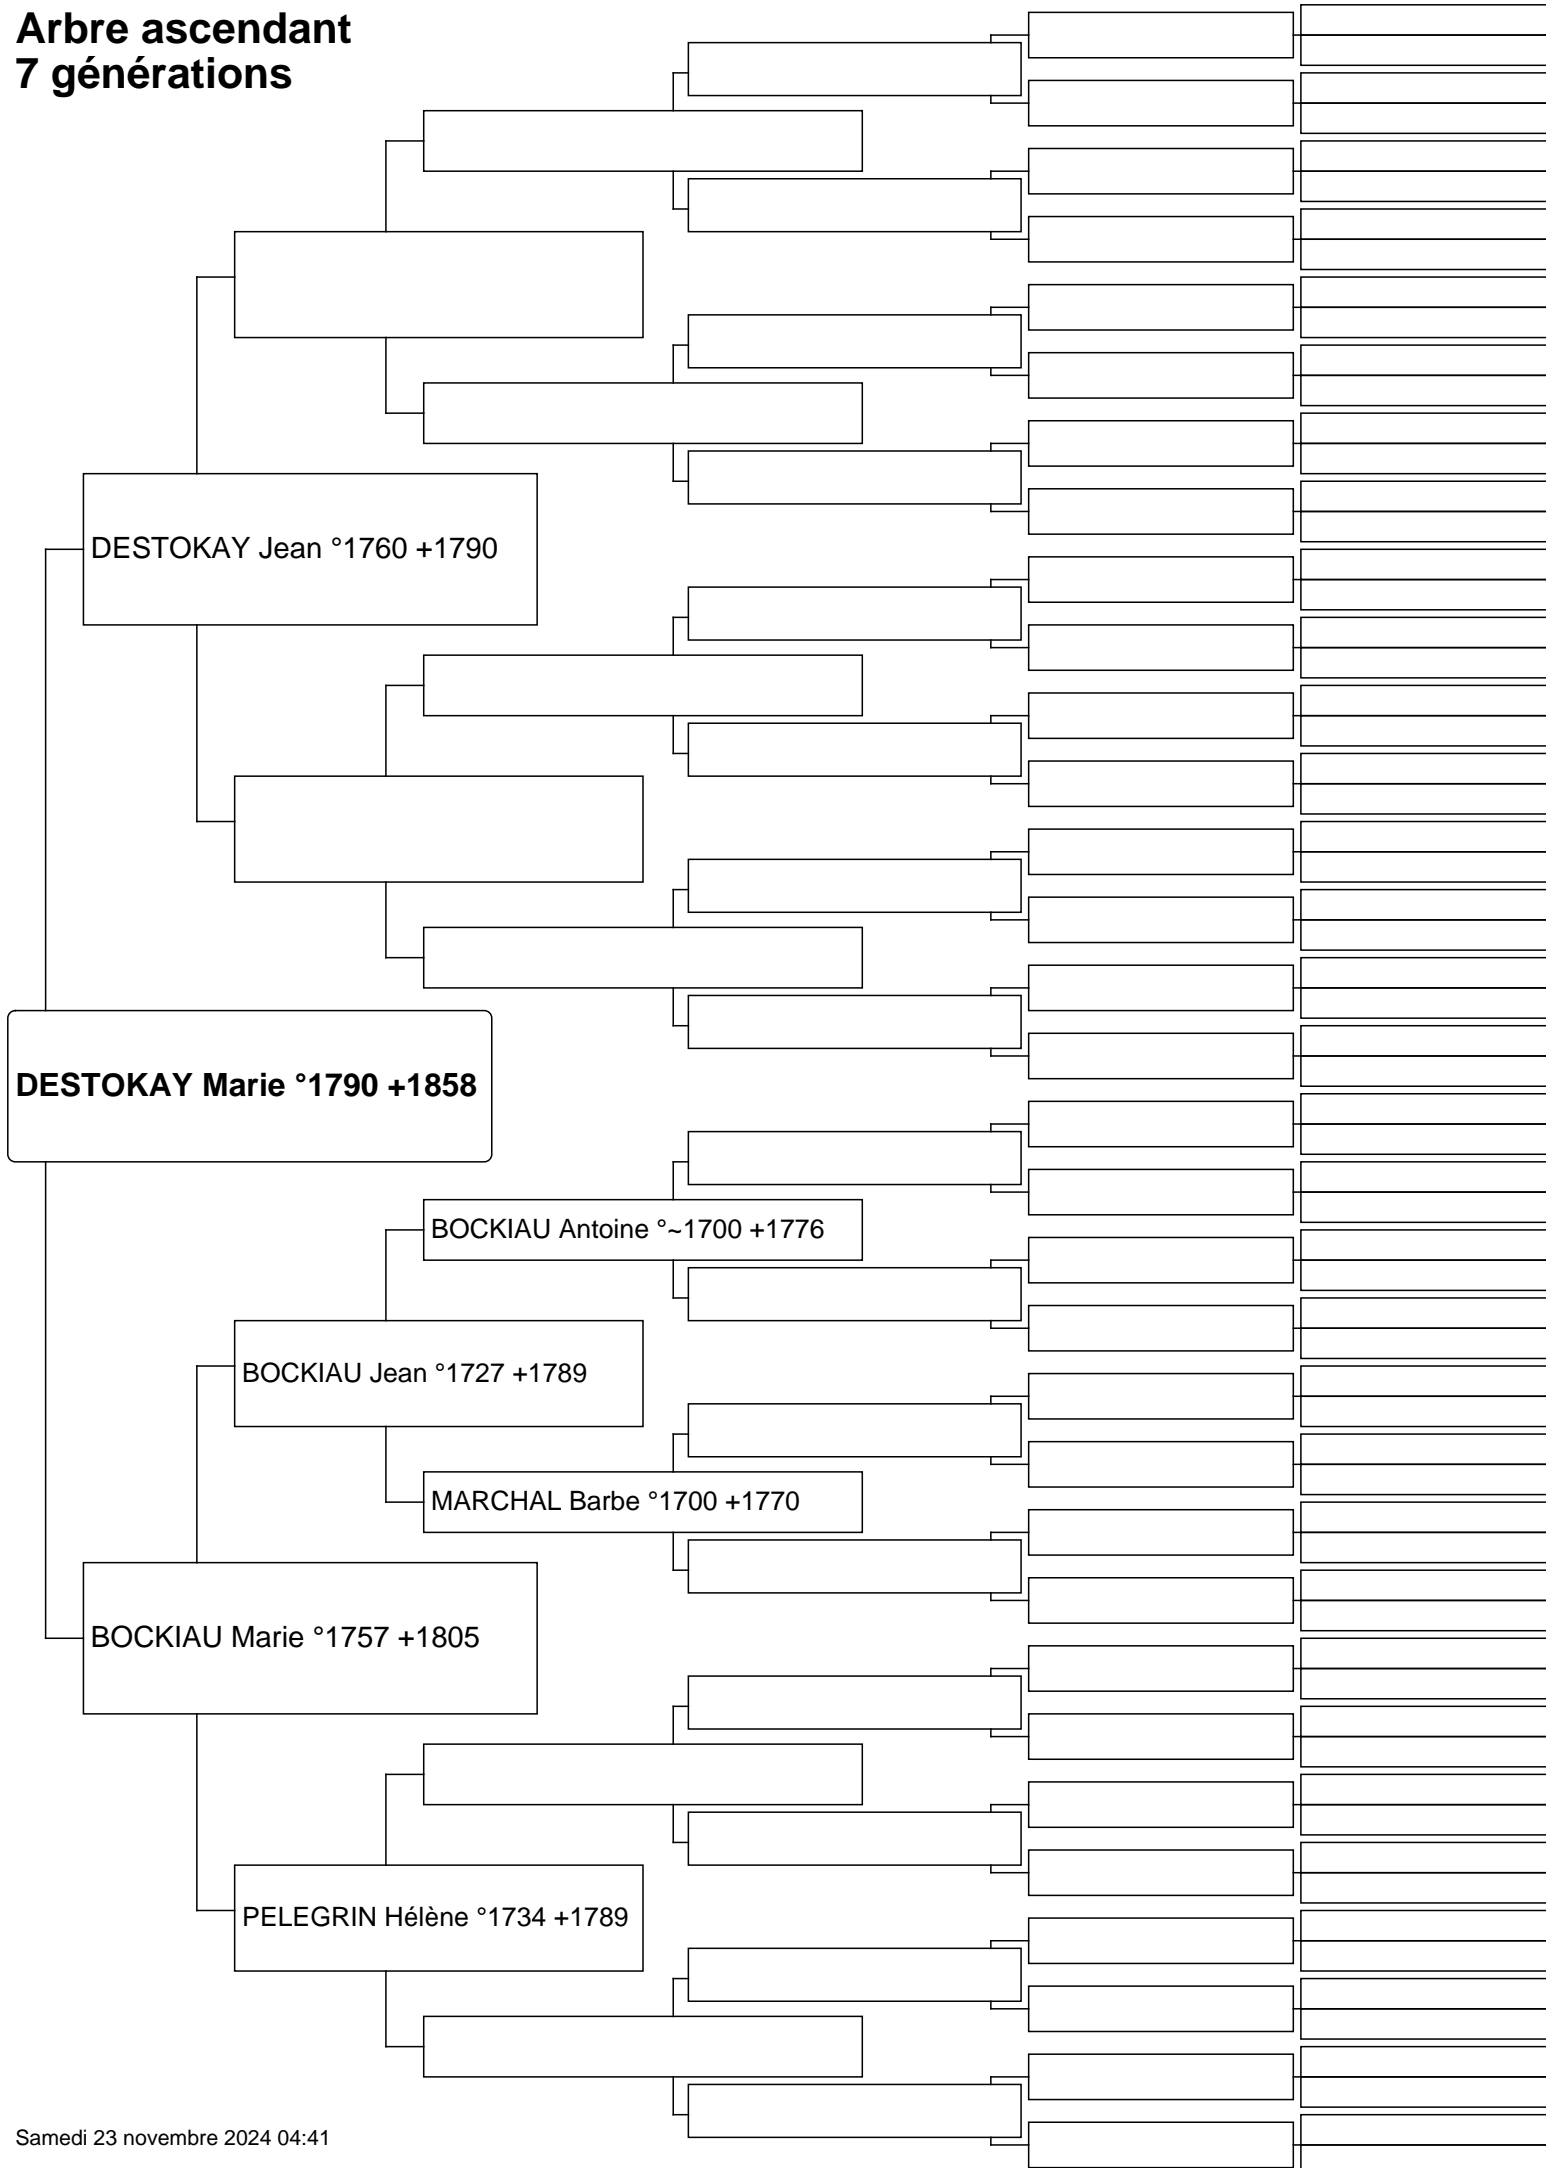 Arbre ascendant
7 générations
DESTOKAY Jean °1760 +1790
DESTOKAY Marie °1790 +1858
BOCKIAU Antoine °~1700 +1776
BOCKIAU Jean °1727 +1789
MARCHAL Barbe °1700 +1770
BOCKIAU Marie °1757 +1805
PELEGRIN Hélène °1734 +1789
Samedi 23 novembre 2024 04:41